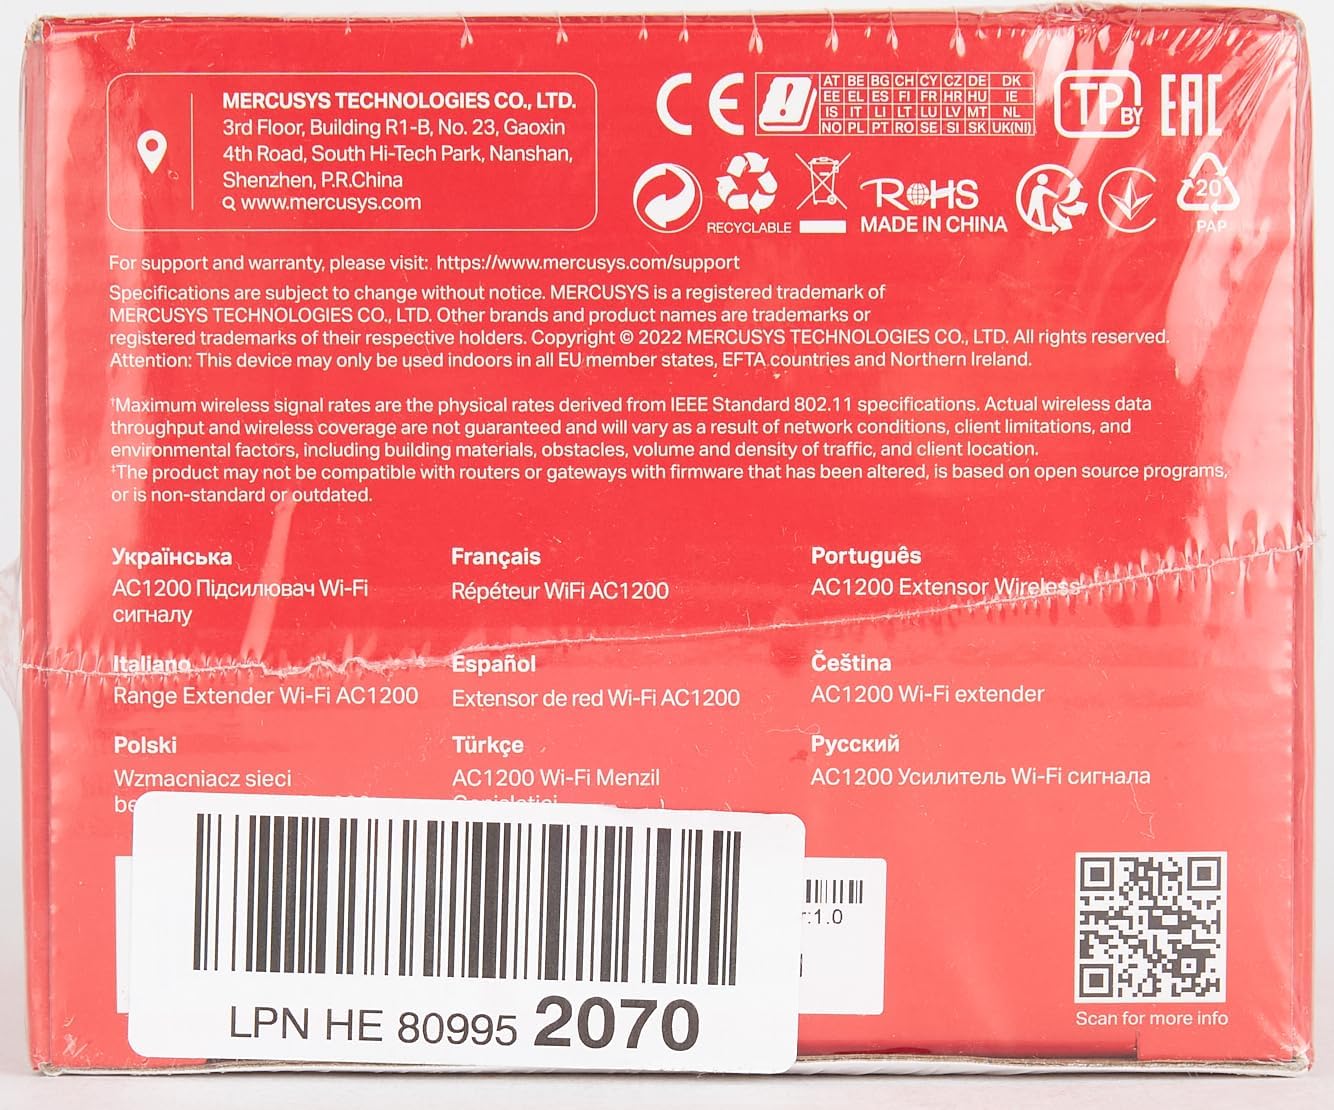 MERCUSYS TECHNOLOGIES CO., LTD.
3rd Floor, Building R1-B, No. 23, Gaoxin
4th Road, South Hi-Tech Park, Nanshan,
Shenzhen, P.R.China
www.mercusys.com
CE
AT BE BG CH CY CZ DE DK
EE EL ES FI FR HR HU IE
IS IT LI LT LU LV MT NL
NO PL PT RO SE SI SK UK(NI)
TP BY
EAC
RECYCLABLE
RoHS
MADE IN CHINA
20
PAP
For support and warranty, please visit: https://www.mercusys.com/support
Specifications are subject to change without notice. MERCUSYS is a registered trademark of
MERCUSYS TECHNOLOGIES CO., LTD. Other brands and product names are trademarks or
registered trademarks of their respective holders. Copyright © 2022 MERCUSYS TECHNOLOGIES CO., LTD. All rights reserved.
Attention: This device may only be used indoors in all EU member states, EFTA countries and Northern Ireland.
†Maximum wireless signal rates are the physical rates derived from IEEE Standard 802.11 specifications. Actual wireless data
throughput and wireless coverage are not guaranteed and will vary as a result of network conditions, client limitations, and
environmental factors, including building materials, obstacles, volume and density of traffic, and client location.
‡The product may not be compatible with routers or gateways with firmware that has been altered, is based on open source programs,
or is non-standard or outdated.
Українська
AC1200 Підсилювач Wi-Fi
сигналу
Français
Répéteur WiFi AC1200
Português
AC1200 Extensor Wireless
Italiano
Range Extender Wi-Fi AC1200
Español
Extensor de red Wi-Fi AC1200
Čeština
AC1200 Wi-Fi extender
Polski
Wzmacniacz sieci
Türkçe
AC1200 Wi-Fi Menzil
Русский
AC1200 Усилитель Wi-Fi сигнала
:1.0
LPN HE 80995 2070
Scan for more info